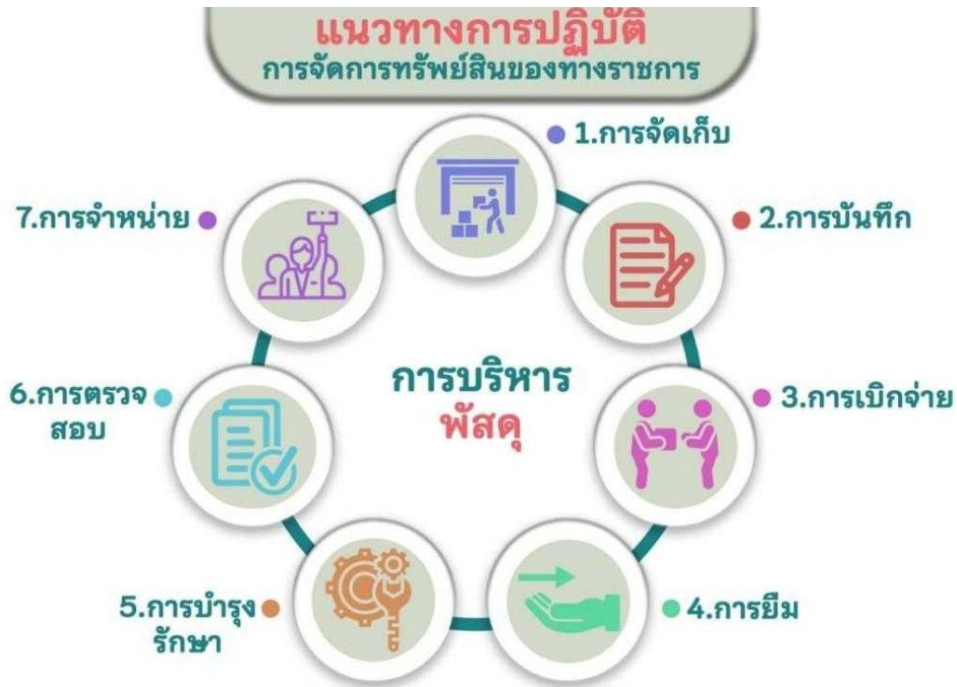 แนวทางการปฏิบัติ
การจัดการทรัพย์สินของทางราชการ
1.การจัดเก็บ
2.การบันทึก
3.การเบิกจ่าย
4.การยืม
5.การบำรุง
รักษา
6.การตรวจ
สอบ
7.การจำหน่าย
การบริหาร
พัสดุ